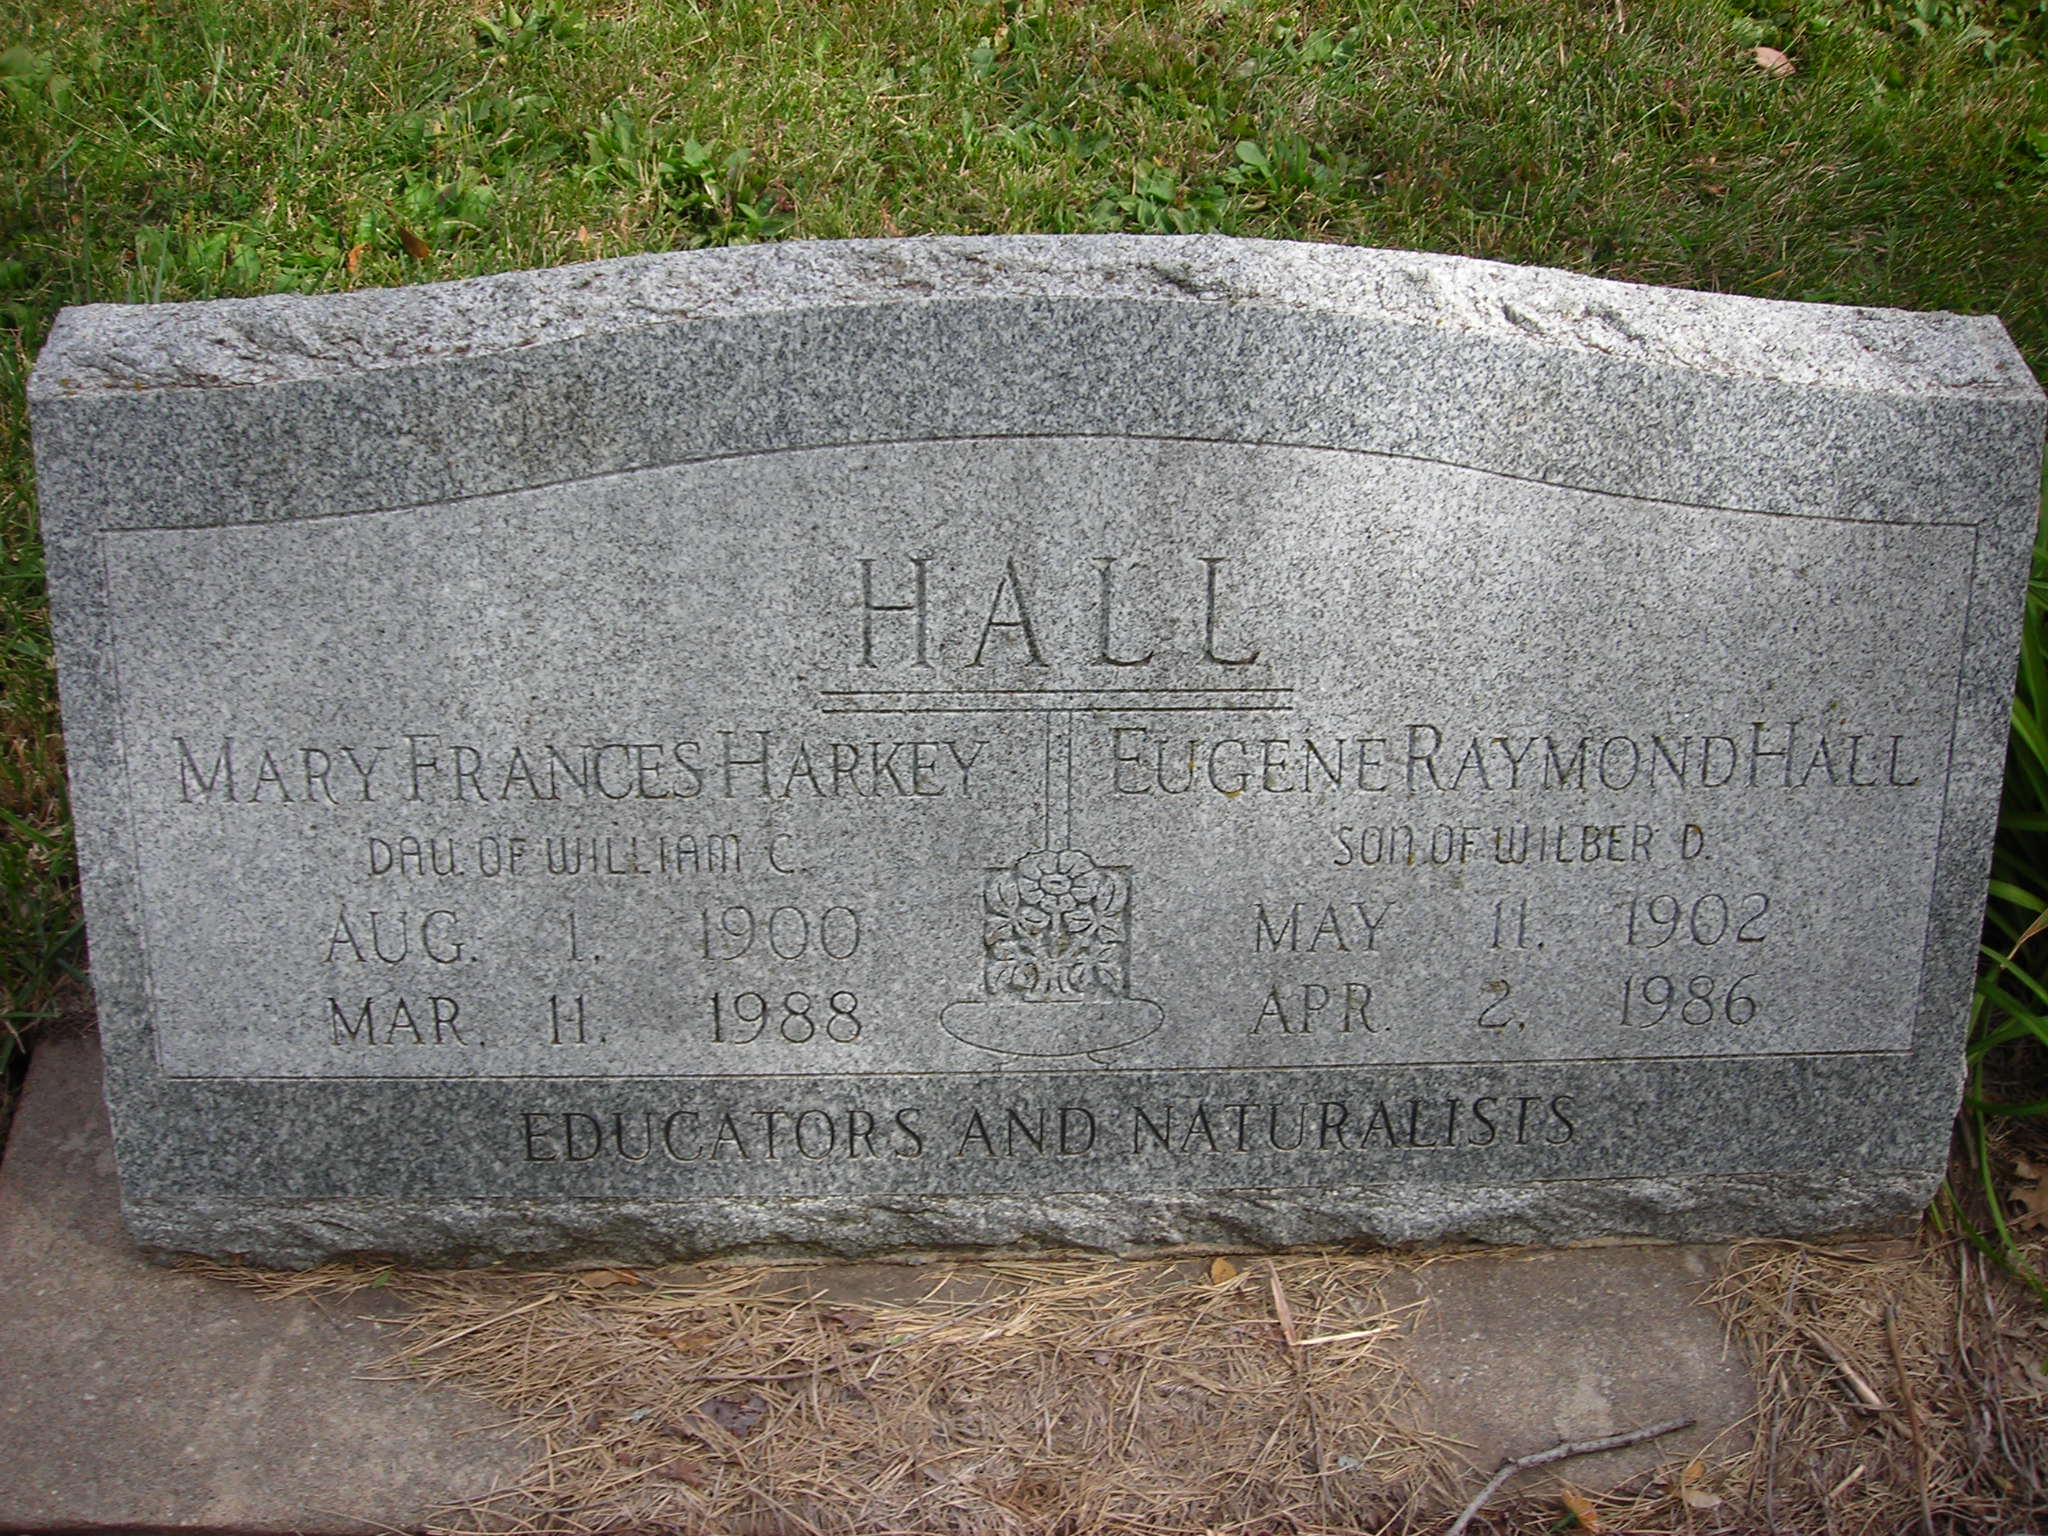 HALL
MARY FRANCES HARKEY
DAU. OF WILLIAM C.
AUG. 1. 1900
MAR. 11. 1988
EUGENE RAYMOND HALL
SON OF WILBER D.
MAY 11. 1902
APR. 2, 1986
EDUCATORS AND NATURALISTS